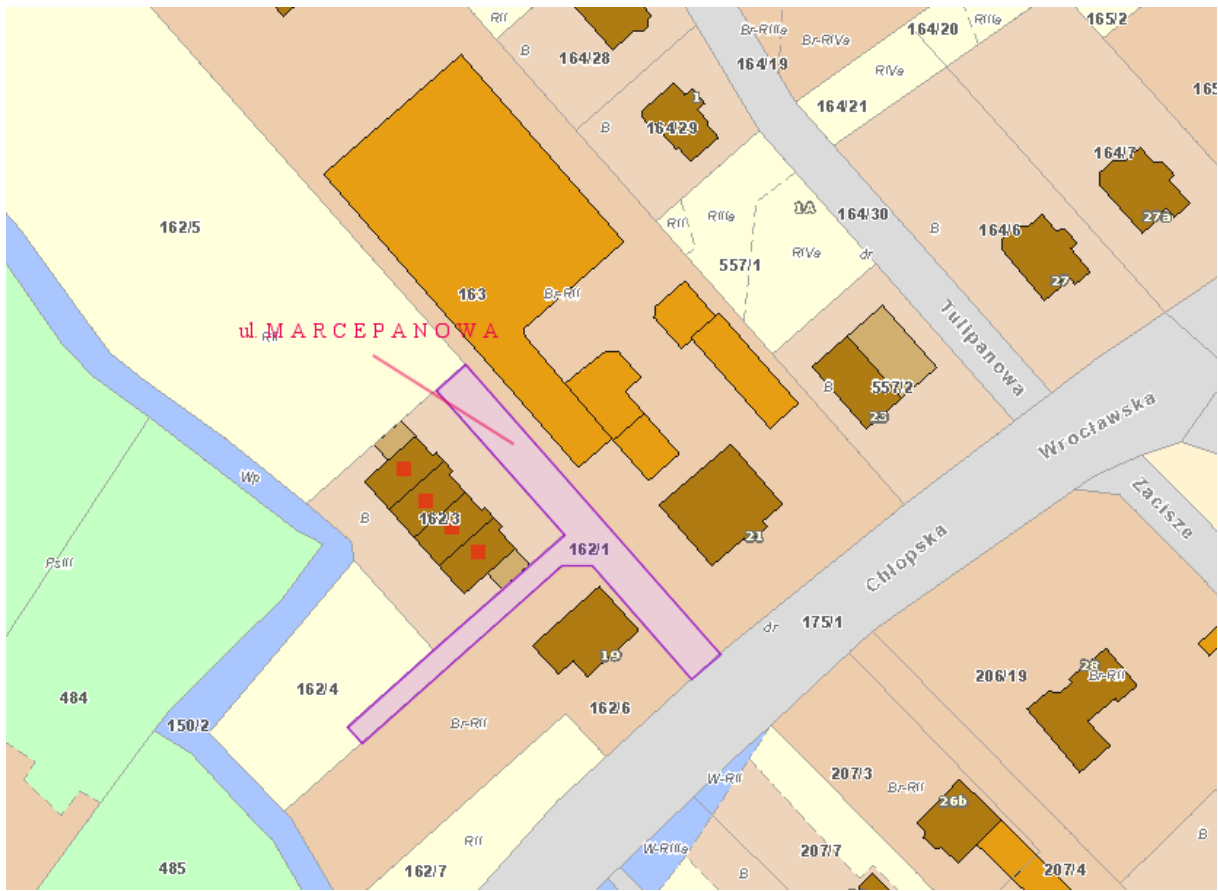 RII
Br-RIIIa
164/20
RIIIa
165/2
B
164/28
164/19
Br-RIVa
RIVa
165
164/21
1
B
164/29
164/7
RII
RIIIa
1A
164/30
B
27a
162/5
557/1
RIVa
dr
164/6
27
163
Br-RII
ul. M A R C E P A N O W A
RII
Tulipanowa
B
557/2
23
Wrocławska
Wp
B
162/3
Zacisze
21
162/1
Chłopska
PsIII
dr
175/1
19
28
206/19
Br-RII
484
162/4
150/2
Br-RII
162/6
W-RII
207/3
Br-RII
26b
RII
W-RIIIa
B
485
162/7
B
207/7
207/4